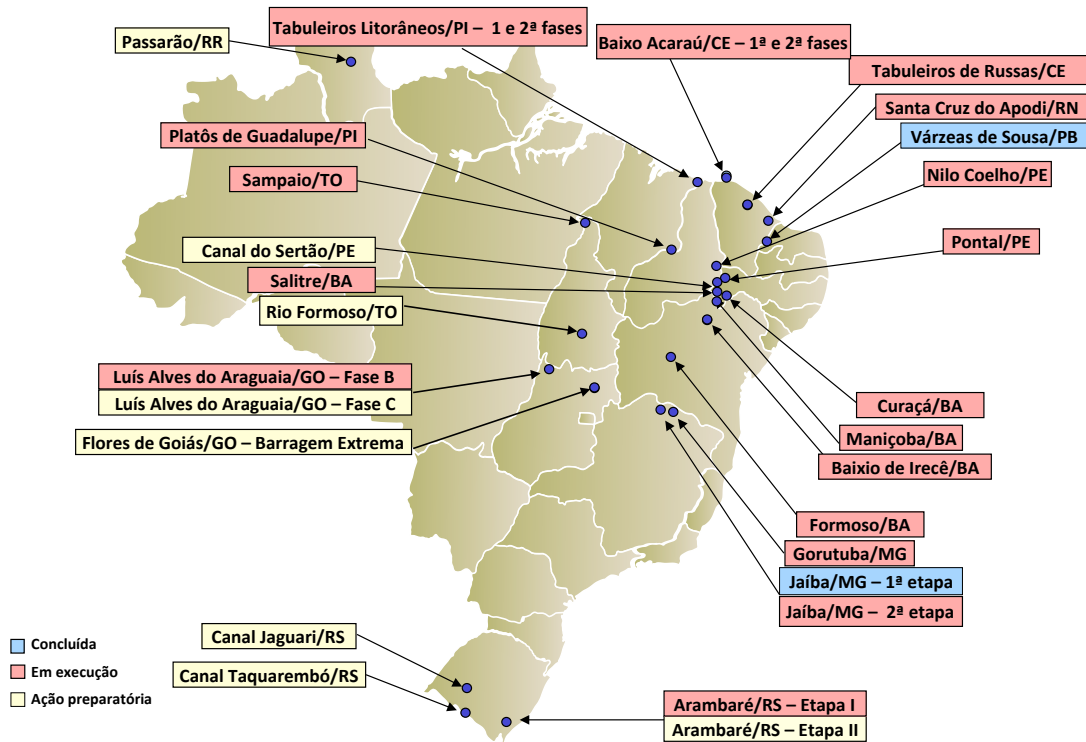 Tabuleiros Litorâneos/PI – 1 e 2ª fases
Baixo Acaraú/CE – 1ª e 2ª fases
Passarão/RR
Tabuleiros de Russas/CE
Santa Cruz do Apodi/RN
Platôs de Guadalupe/PI
Várzeas de Sousa/PB
Sampaio/TO
Nilo Coelho/PE
Canal do Sertão/PE
Pontal/PE
Salitre/BA
Rio Formoso/TO
Luís Alves do Araguaia/GO – Fase B
Luís Alves do Araguaia/GO – Fase C
Curaçá/BA
Flores de Goiás/GO – Barragem Extrema
Maniçoba/BA
Baixio de Irecê/BA
Formoso/BA
Gorutuba/MG
Jaíba/MG – 1ª etapa
Jaíba/MG – 2ª etapa
Canal Jaguari/RS
Canal Taquarembó/RS
Arambaré/RS – Etapa I
Arambaré/RS – Etapa II
Concluída
Em execução
Ação preparatória